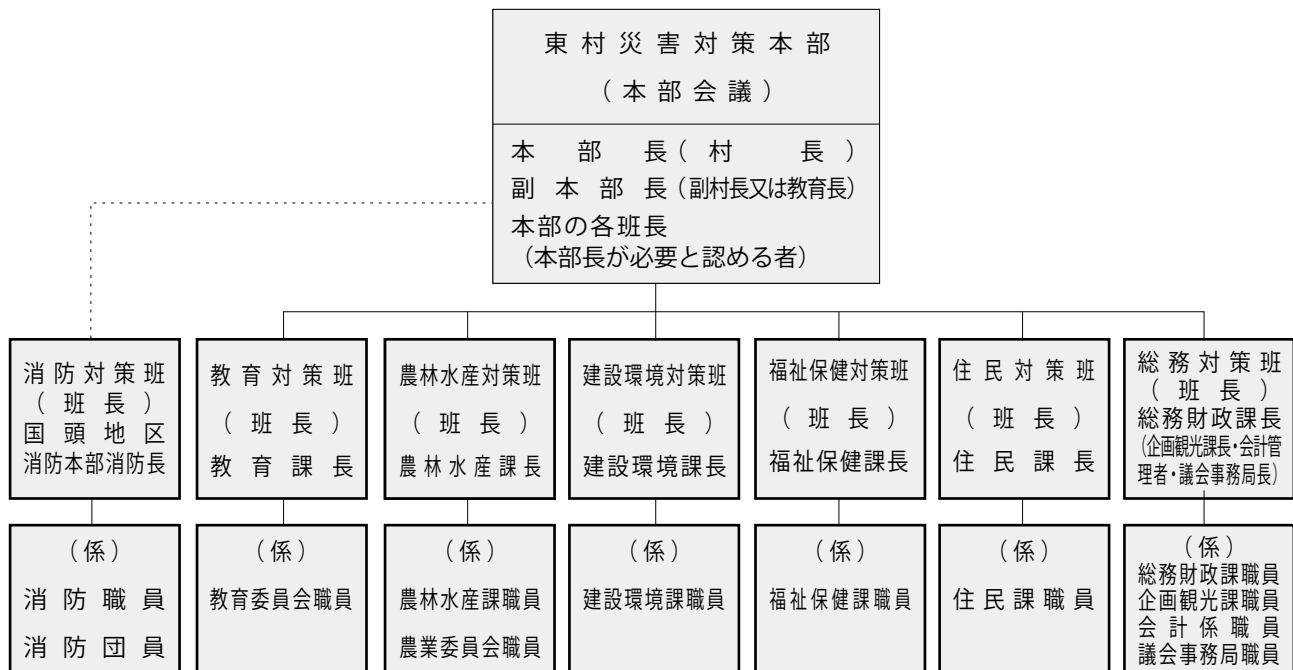 東村災害対策本部
（本部会議）
本部長（村長）
副本部長（副村長又は教育長）
本部の各班長
（本部長が必要と認める者）
消防対策班
（班長）
国頭地区
消防本部消防長
教育対策班
（班長）
教育課長
農林水産対策班
（班長）
農林水産課長
建設環境対策班
（班長）
建設環境課長
福祉保健対策班
（班長）
福祉保健課長
住民対策班
（班長）
住民課長
総務対策班
（班長）
総務財政課長
（企画観光課長・会計管
理者・議会事務局長）
（係）
消防職員
消防団員
（係）
教育委員会職員
（係）
農林水産課職員
農業委員会職員
（係）
建設環境課職員
（係）
福祉保健課職員
（係）
住民課職員
（係）
総務財政課職員
企画観光課職員
会計係職員
議会事務局職員